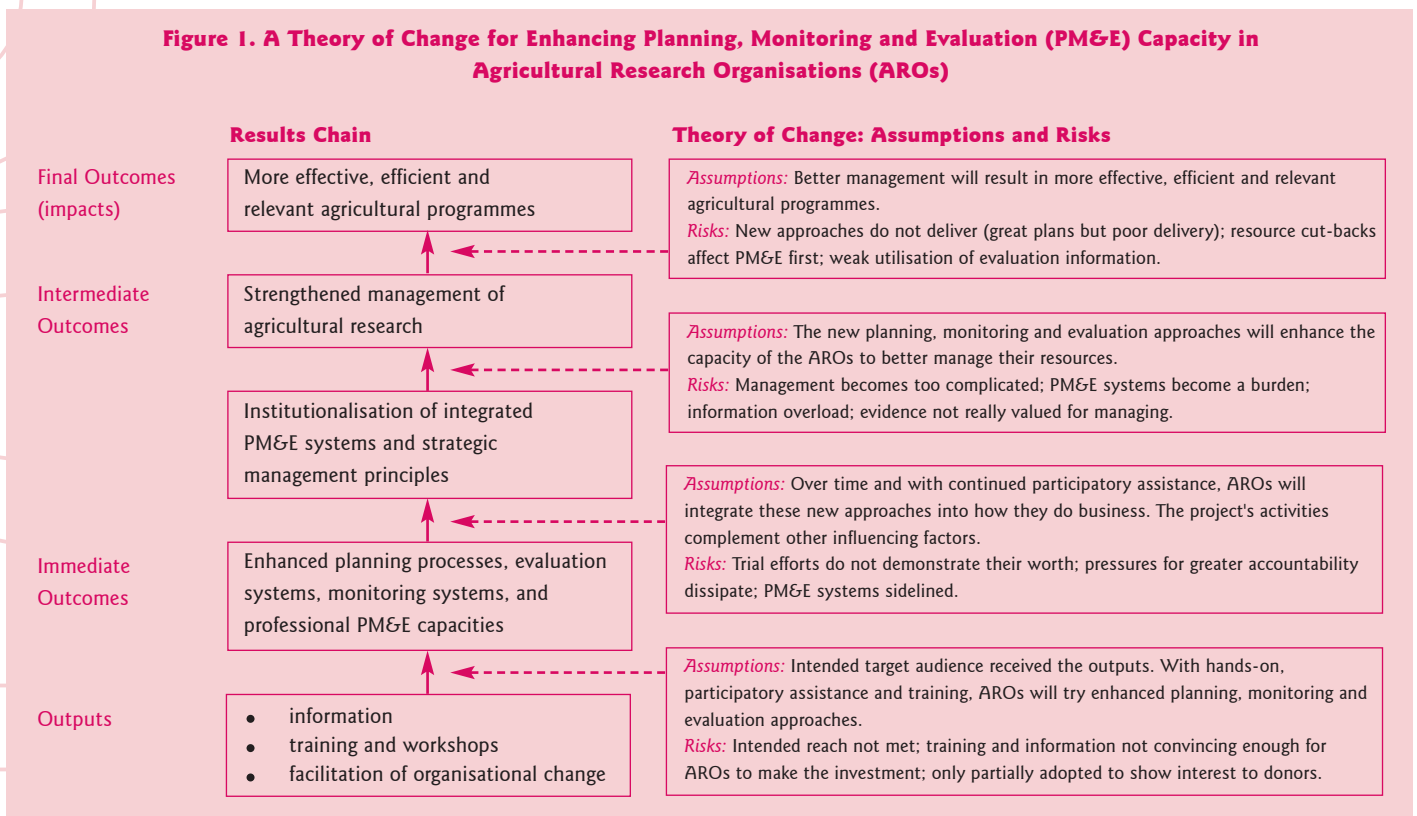 Figure 1. A Theory of Change for Enhancing Planning, Monitoring and Evaluation (PM&E) Capacity in
Agricultural Research Organisations (AROs)
Results Chain
Theory of Change: Assumptions and Risks
Final Outcomes
(impacts)
More effective, efficient and
relevant agricultural programmes
Assumptions: Better management will result in more effective, efficient and relevant
agricultural programmes.
Risks: New approaches do not deliver (great plans but poor delivery); resource cut-backs
affect PM&E first; weak utilisation of evaluation information.
Intermediate
Outcomes
Strengthened management of
agricultural research
Assumptions: The new planning, monitoring and evaluation approaches will enhance the
capacity of the AROs to better manage their resources.
Risks: Management becomes too complicated; PM&E systems become a burden;
information overload; evidence not really valued for managing.
Institutionalisation of integrated
PM&E systems and strategic
management principles
Assumptions: Over time and with continued participatory assistance, AROs will
integrate these new approaches into how they do business. The project's activities
complement other influencing factors.
Risks: Trial efforts do not demonstrate their worth; pressures for greater accountability
dissipate; PM&E systems sidelined.
Immediate
Outcomes
Enhanced planning processes, evaluation
systems, monitoring systems, and
professional PM&E capacities
Assumptions: Intended target audience received the outputs. With hands-on,
participatory assistance and training, AROs will try enhanced planning, monitoring and
evaluation approaches.
Risks: Intended reach not met; training and information not convincing enough for
AROs to make the investment; only partially adopted to show interest to donors.
Outputs
• information
• training and workshops
• facilitation of organisational change